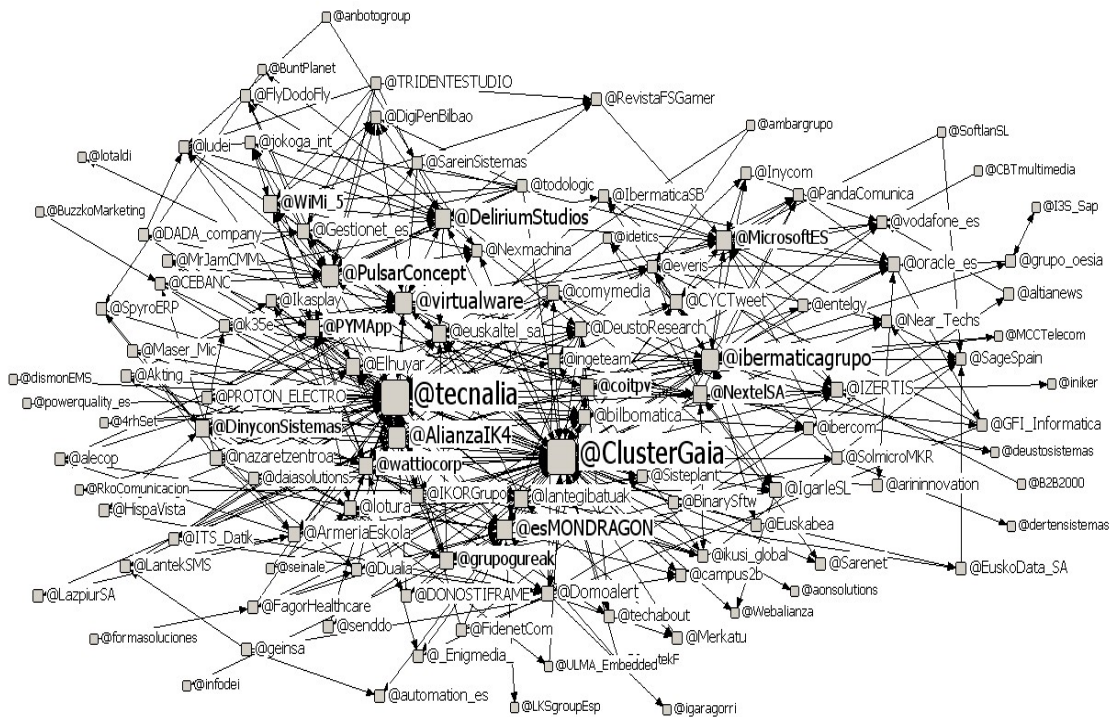 @anbotogroup
@BuntPlanet
@TRIDENTESTUDIO
@FlyDodoFly
@RevistaFSGamer
@DigiPenBilbao
@ambargrupo
@SoftlanSL
@ludei
@jokoga_int
@lotaldi
@SareinSistemas
@CBTmultimedia
@Inycom
@todologic
@IbermaticaSB
@PandaComunica
@WiMi_5
@I3S_Sap
@BuzzkoMarketing
@DeliriumStudios
@vodafone_es
@DADA_company
@Gestionet_es
@idetics
@MicrosoftES
@Nexmachina
@MrJamCMM
@everis
@oracle_es
@grupo_oesia
@PulsarConcept
@CEBANC
@comymedia
@altianews
@Ikasplay
@virtualware
@CYCTweet
@entelgy
@SpyroERP
@k35e
@PYMApp
@euskaltel_sa
@DeustoResearch
@Near_Techs
@MCCTelecom
@Maser_Mic
@Elhuyar
@ingeteam
@ibermaticagrupo
@SageSpain
@dismonEMS
@Akting
@coitpv
@iniker
@PROTON_ELECTRO
@tecnalia
@NextelSA
@IZERTIS
@powerquality_es
@4rhSet
@bilbomatica
@DinyconSistemas
@AlianzaIK4
@ibercom
@GFI_Informatica
@deustosistemas
@alecop
@nazaretzentroa
@wattiocorp
@ClusterGaia
@SolmicroMKR
@daiasolutions
@Sisteplant
@B2B2000
@RkoComunicacion
@IKORGrupo
@lantegibatuak
@BinarySftw
@IgarleSL
@arininnovation
@HispaVista
@lotura
@ITS_Datik
@ArmeriaEskola
@esMONDRAGON
@Euskabea
@dertensistemas
@LantekSMS
@seinale
@Dualia
@grupogureak
@ikusi_global
@Sarenet
@EuskoData_SA
@campus2b
@LazpiurSA
@FagorHealthcare
@DONOSTIFRAME
@Domoalert
@aonsolutions
@techabout
@Webalianza
@formasoluciones
@senddo
@FidenetCom
@Merkatu
@geinsa
@_Enigmedia_
@ULMA_Embedded
@infodei
@automation_es
@LKSgroupEsp
@igaragorri